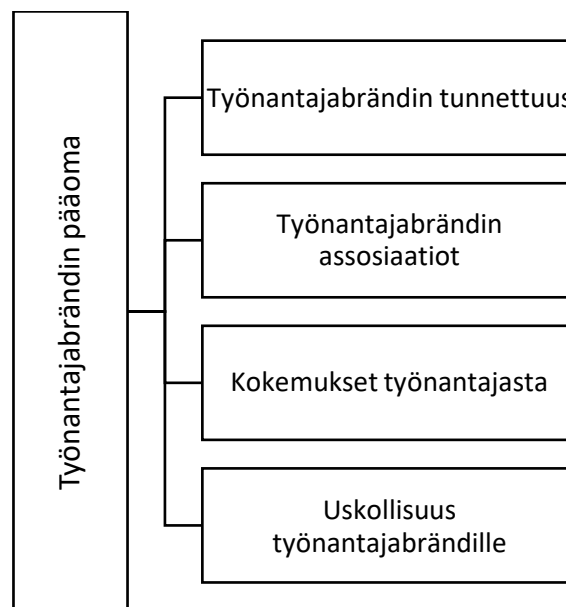 Työnantajabrändin pääoma
Työnantajabrändin tunnettuus
Työnantajabrändin
assosiaatiot
Kokemukset työnantajasta
Uskollisuus
työnantajabrändille